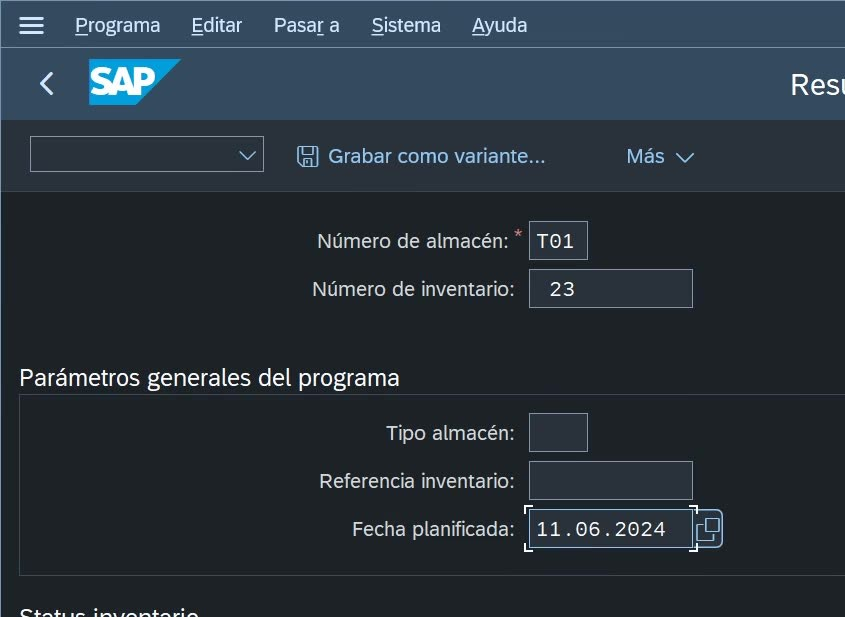 Programa Editar Pasar a Sistema Ayuda
SAP Resu
Grabar como variante... Más
Número de almacén: * T01
Número de inventario: 23
Parámetros generales del programa
Tipo almacén:
Referencia inventario:
Fecha planificada: 11.06.2024
Status inventario